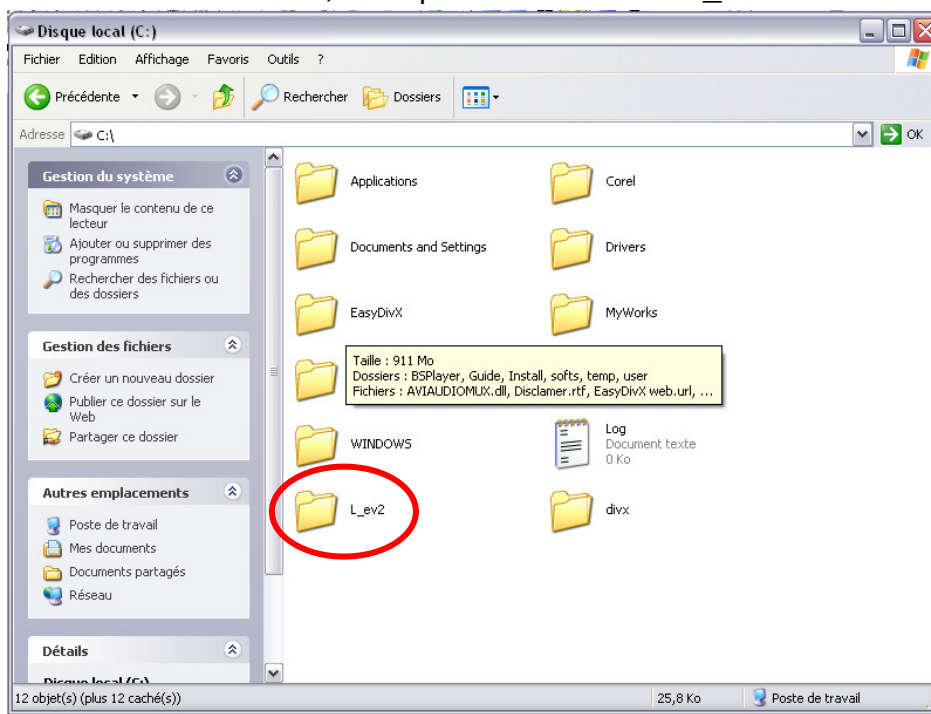 Disque local (C:)
Fichier Edition Affichage Favoris Outils ?
Précédente Rechercher Dossiers
Adresse C:\ OK
Gestion du système
Masquer le contenu de ce
lecteur
Ajouter ou supprimer des
programmes
Rechercher des fichiers ou
des dossiers
Gestion des fichiers
Créer un nouveau dossier
Publier ce dossier sur le
Web
Partager ce dossier
Autres emplacements
Poste de travail
Mes documents
Documents partagés
Réseau
Détails
Disque local (C:)
Applications
Corel
Documents and Settings
Drivers
EasyDivX
MyWorks
Taille : 911 Mo
Dossiers : BSPlayer, Guide, Install, softs, temp, user
Fichiers : AVIAUDIOMUX.dll, Disclamer.rtf, EasyDivX web.url, ...
WINDOWS
Log
Document texte
0 Ko
L_ev2
divx
12 objet(s) (plus 12 caché(s)) 25,8 Ko Poste de travail